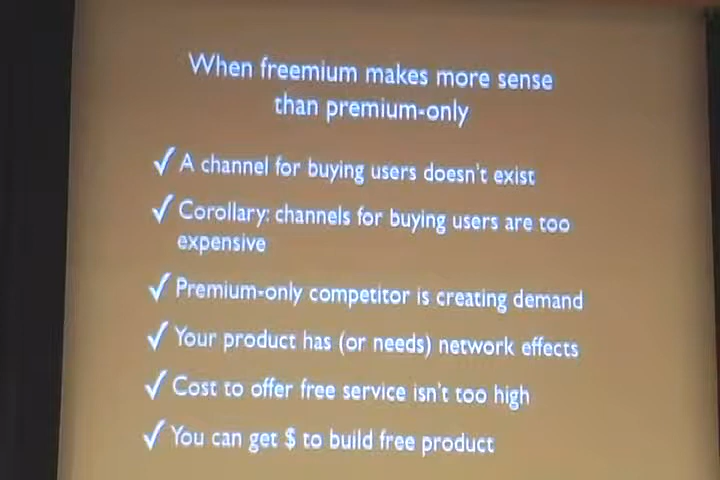 When freemium makes more sense
than premium-only
✓ A channel for buying users doesn't exist
✓ Corollary: channels for buying users are too
expensive
✓ Premium-only competitor is creating demand
✓ Your product has (or needs) network effects
✓ Cost to offer free service isn't too high
✓ You can get $ to build free product